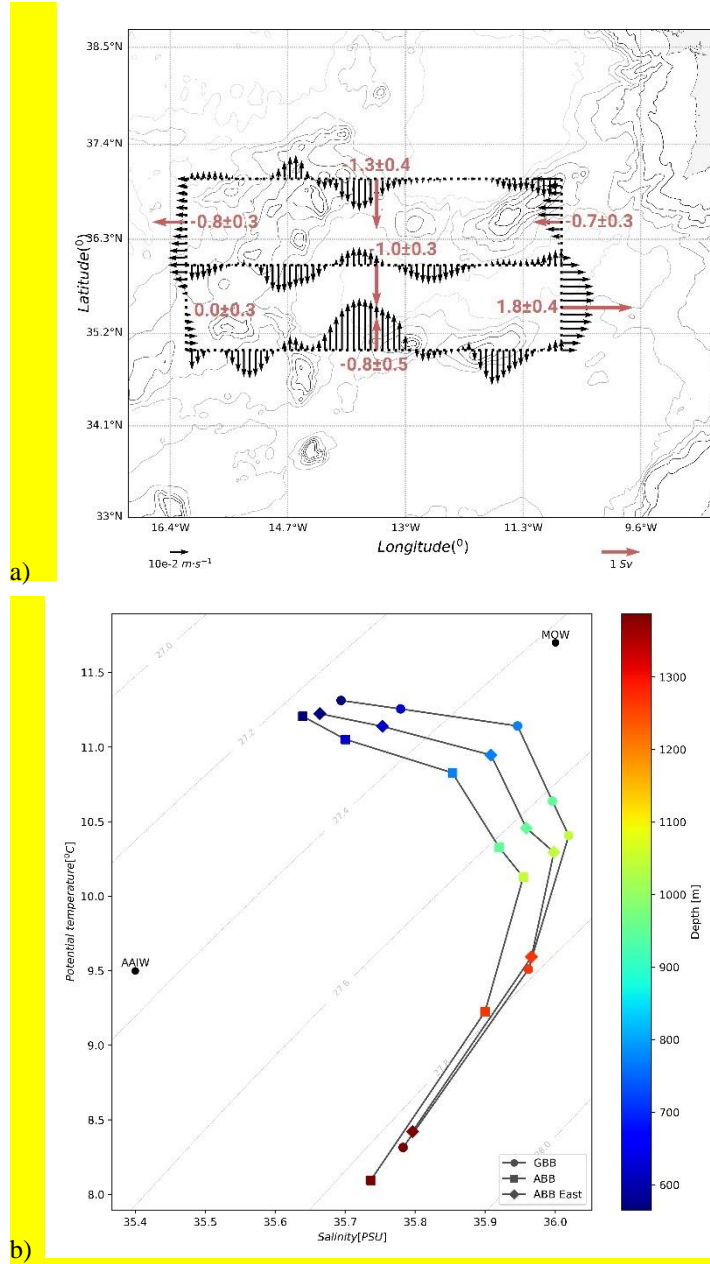 38.5°N
37.4°N
36.3°N
35.2°N
34.1°N
33°N
Latitude(⁰)
-1.3±0.4
-0.8±0.3
-0.7±0.3
-1.0±0.3
0.0±0.3
1.8±0.4
-0.8±0.5
16.4°W 14.7°W 13°W 11.3°W 9.6°W
Longitude(⁰)
10e-2 m·s⁻¹
1 Sv
a)
MOW
AAIW
27.0
27.2
27.4
27.6
27.8
28.0
11.5
11.0
10.5
10.0
9.5
9.0
8.5
8.0
Potential temperature[⁰C]
35.4 35.5 35.6 35.7 35.8 35.9 36.0
Salinity[PSU]
GBB
ABB
ABB East
1300
1200
1100
1000
900
800
700
600
Depth [m]
b)